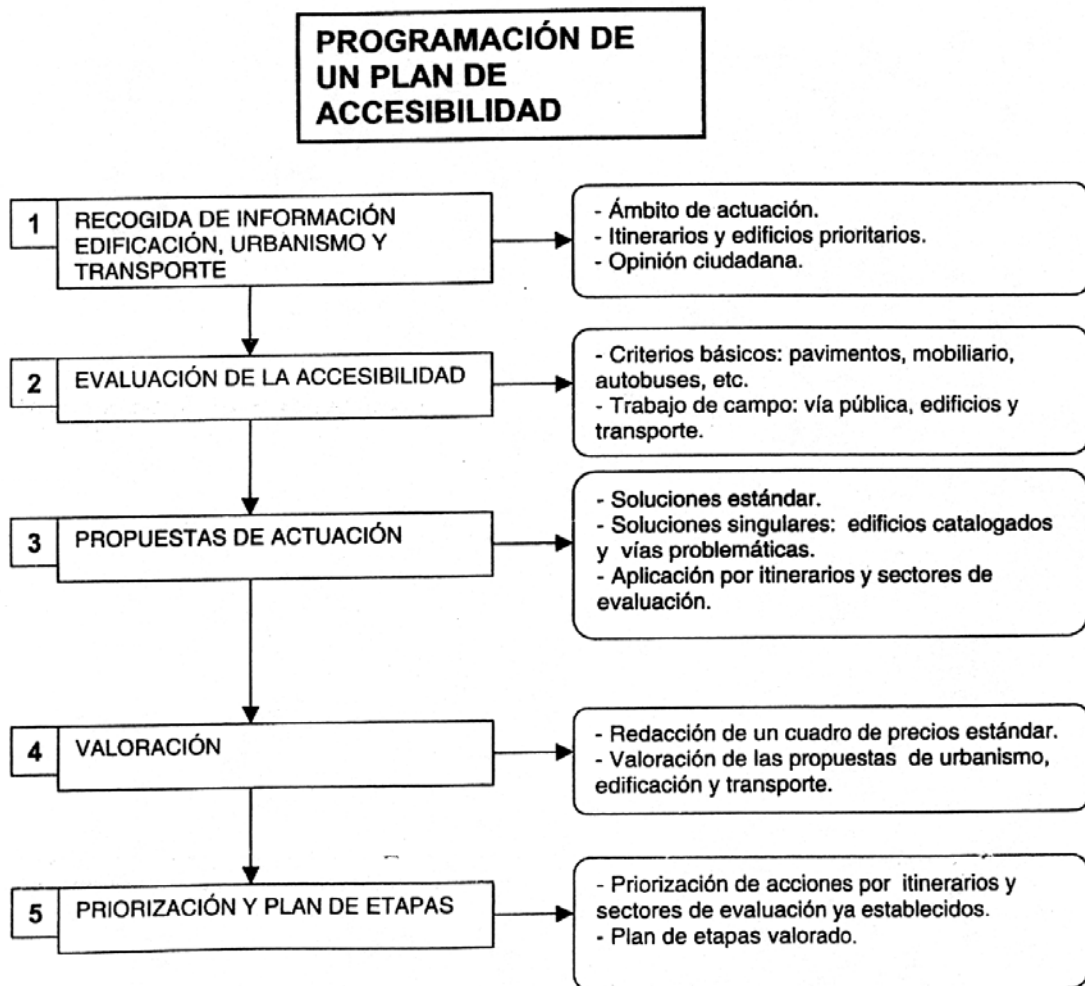 PROGRAMACIÓN DE
UN PLAN DE
ACCESIBILIDAD
1
RECOGIDA DE INFORMACIÓN
EDIFICACIÓN, URBANISMO Y
TRANSPORTE
- Ámbito de actuación.
- Itinerarios y edificios prioritarios.
- Opinión ciudadana.
2
EVALUACIÓN DE LA ACCESIBILIDAD
- Criterios básicos: pavimentos, mobiliario,
autobuses, etc.
- Trabajo de campo: vía pública, edificios y
transporte.
3
PROPUESTAS DE ACTUACIÓN
- Soluciones estándar.
- Soluciones singulares: edificios catalogados
y vías problemáticas.
- Aplicación por itinerarios y sectores de
evaluación.
4
VALORACIÓN
- Redacción de un cuadro de precios estándar.
- Valoración de las propuestas de urbanismo,
edificación y transporte.
5
PRIORIZACIÓN Y PLAN DE ETAPAS
- Priorización de acciones por itinerarios y
sectores de evaluación ya establecidos.
- Plan de etapas valorado.